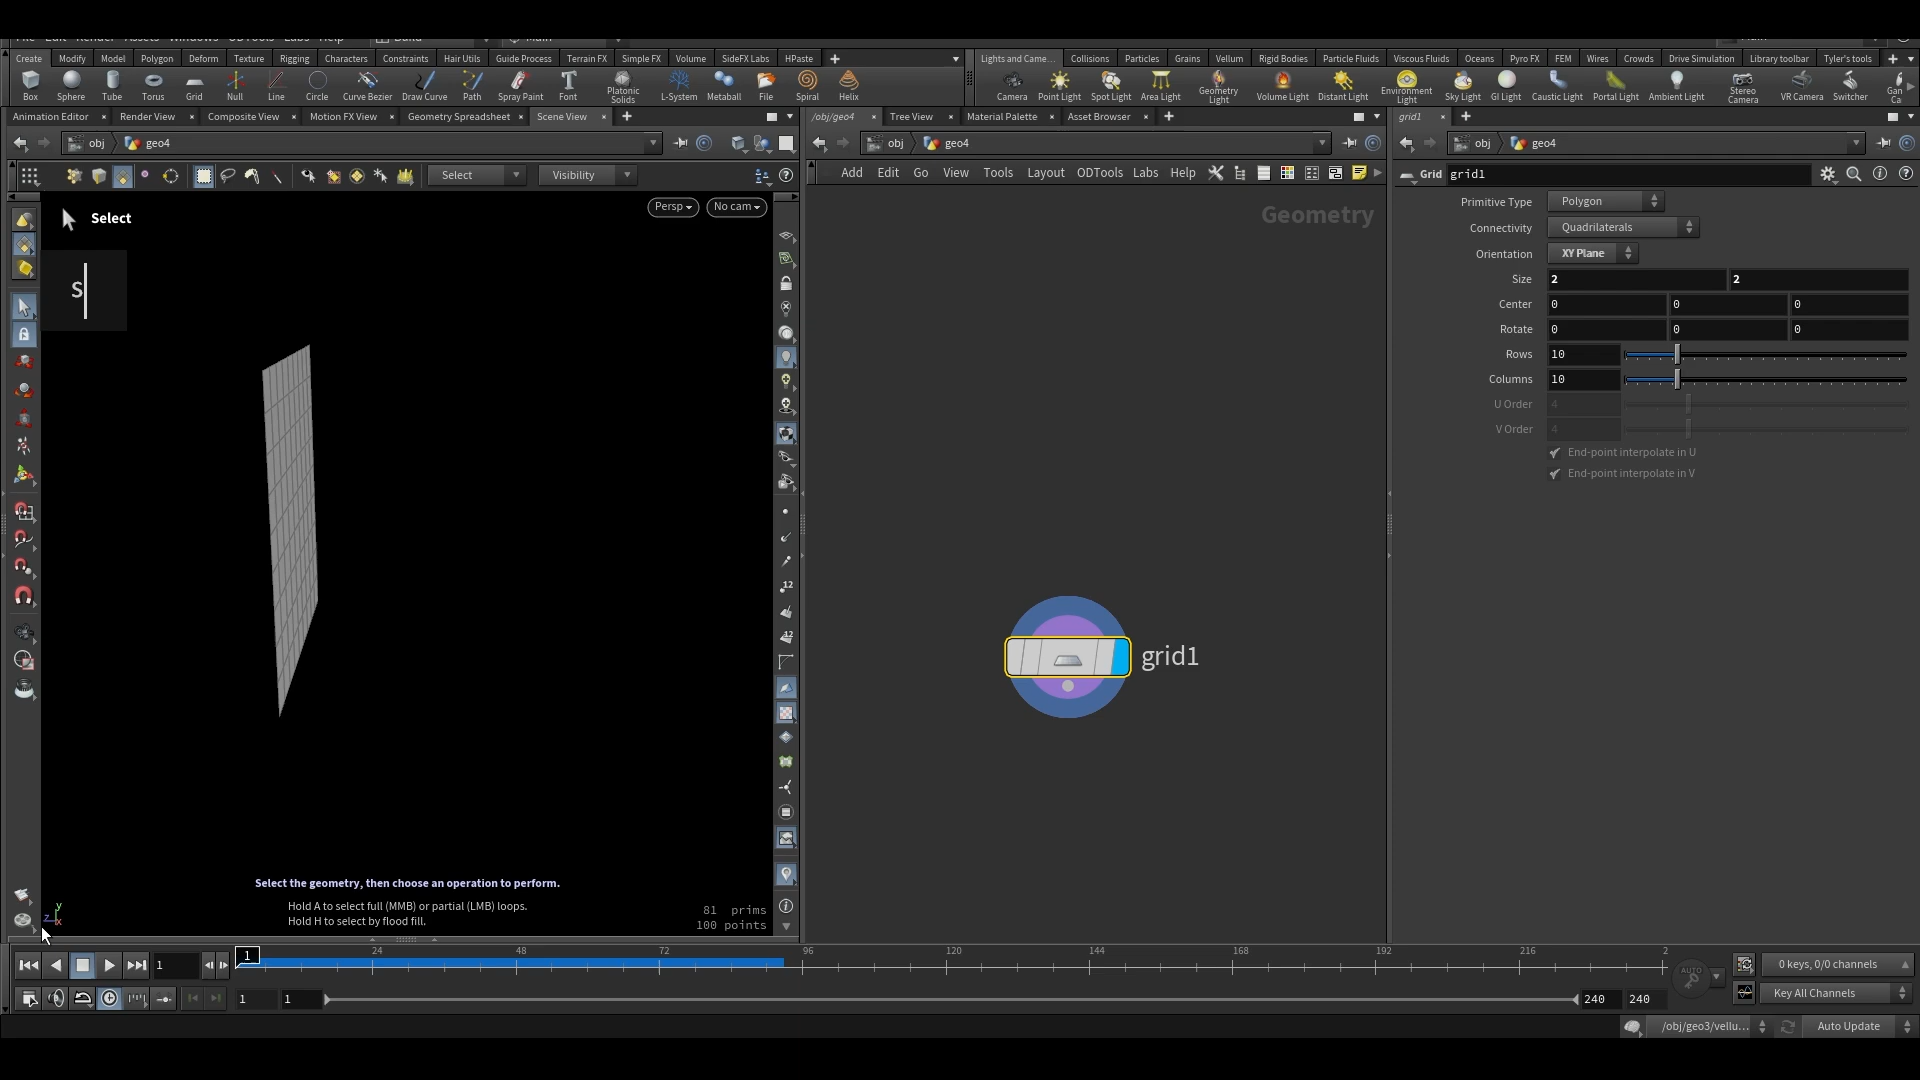 Create Modify Model Polygon Deform Texture Rigging Characters Constraints Hair Utils Guide Process Terrain FX Simple FX Volume SideFX Labs HPaste
Lights and Came... Collisions Particles Grains Vellum Rigid Bodies Particle Fluids Viscous Fluids Oceans Pyro FX FEM Wires Crowds Drive Simulation Library toolbar Tyler's tools
Box Sphere Tube Torus Grid Null Line Circle Curve Bezier Draw Curve Path Spray Paint Font Platonic Solids L-System Metaball File Spiral Helix
Camera Point Light Spot Light Area Light Geometry Light Volume Light Distant Light Environment Light Sky Light GI Light Caustic Light Portal Light Ambient Light Stereo Camera VR Camera Switcher Gan Ca
Animation Editor Render View Composite View Motion FX View Geometry Spreadsheet Scene View
/obj/geo4 Tree View Material Palette Asset Browser
grid1
obj geo4
obj geo4
obj geo4
Select Visibility
Add Edit Go View Tools Layout ODTools Labs Help
Grid grid1
Select
Persp No cam
S
Geometry
Primitive Type Polygon
Connectivity Quadrilaterals
Orientation XY Plane
Size 2 2
Center 0 0 0
Rotate 0 0 0
Rows 10
Columns 10
U Order 4
V Order 4
End-point interpolate in U
End-point interpolate in V
12
12
grid1
Select the geometry, then choose an operation to perform.
Hold A to select full (MMB) or partial (LMB) loops.
Hold H to select by flood fill.
81 prims
100 points
y
z x
1 1 24 48 72 96 120 144 168 192 216 2
AUTO
0 keys, 0/0 channels
1 1 240 240
Key All Channels
/obj/geo3/vellu... Auto Update